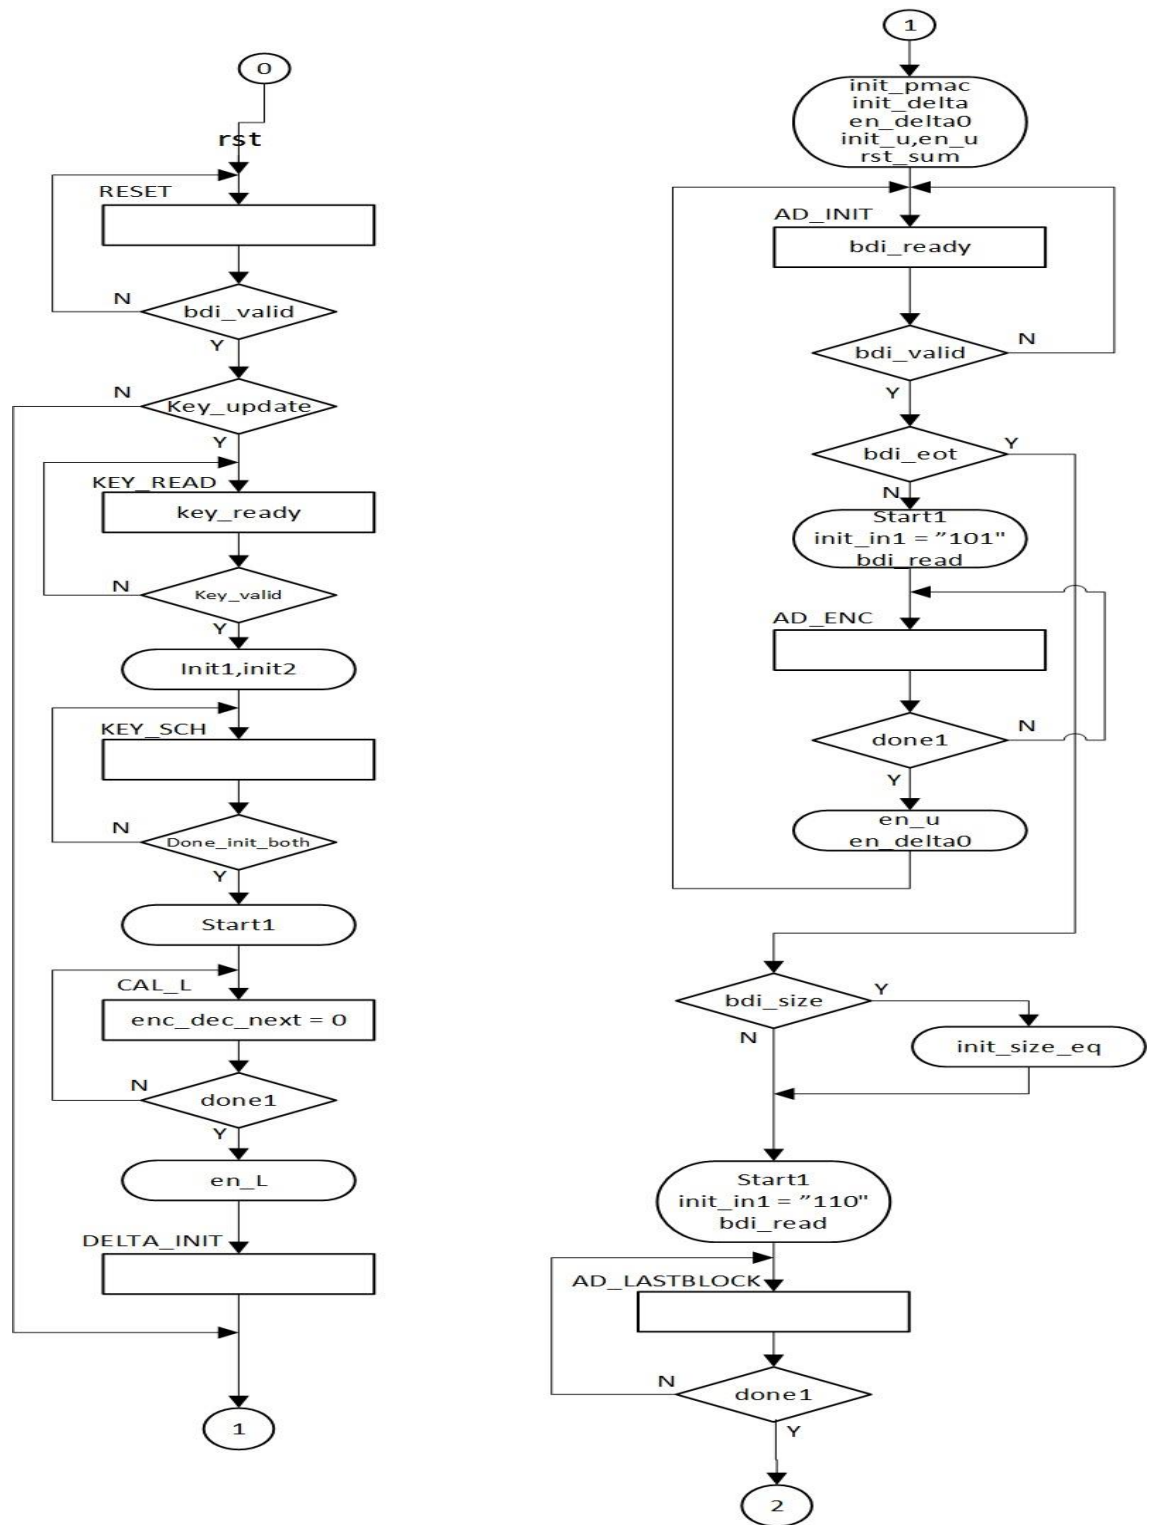 0
rst
RESET
bdi_valid
N
Y
Key_update
N
Y
KEY_READ
key_ready
Key_valid
N
Y
Init1,init2
KEY_SCH
Done_init_both
N
Y
Start1
CAL_L
enc_dec_next = 0
done1
N
Y
en_L
DELTA_INIT
1
1
init_pmac
init_delta
en_delta0
init_u,en_u
rst_sum
AD_INIT
bdi_ready
bdi_valid
N
Y
bdi_eot
Y
N
Start1
init_in1 = ”101"
bdi_read
AD_ENC
done1
N
Y
en_u
en_delta0
bdi_size
Y
N
init_size_eq
Start1
init_in1 = ”110"
bdi_read
AD_LASTBLOCK
done1
N
Y
2